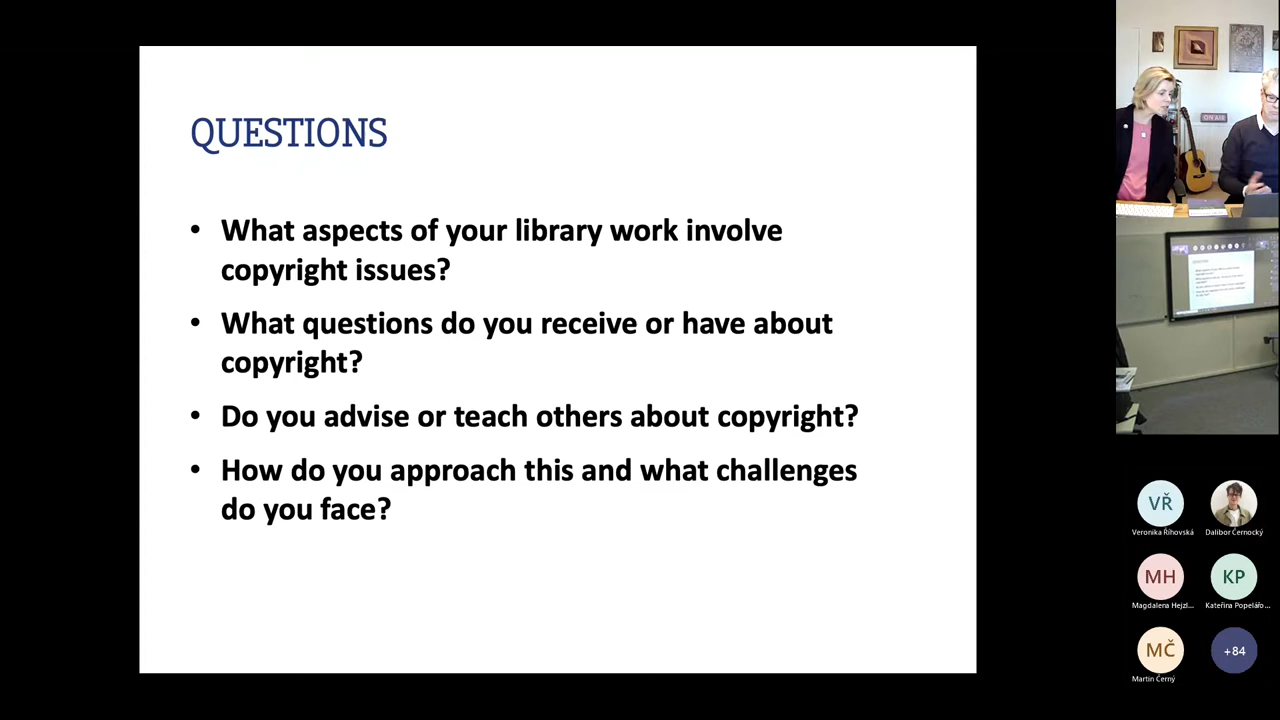 QUESTIONS
• What aspects of your library work involve
copyright issues?
• What questions do you receive or have about
copyright?
• Do you advise or teach others about copyright?
• How do you approach this and what challenges
do you face?
ON AIR
VŘ
Veronika Říhovská
Dalibor Černocký
MH
Magdalena Hejzl...
KP
Kateřina Popelářo...
MČ
Martin Černý
+84